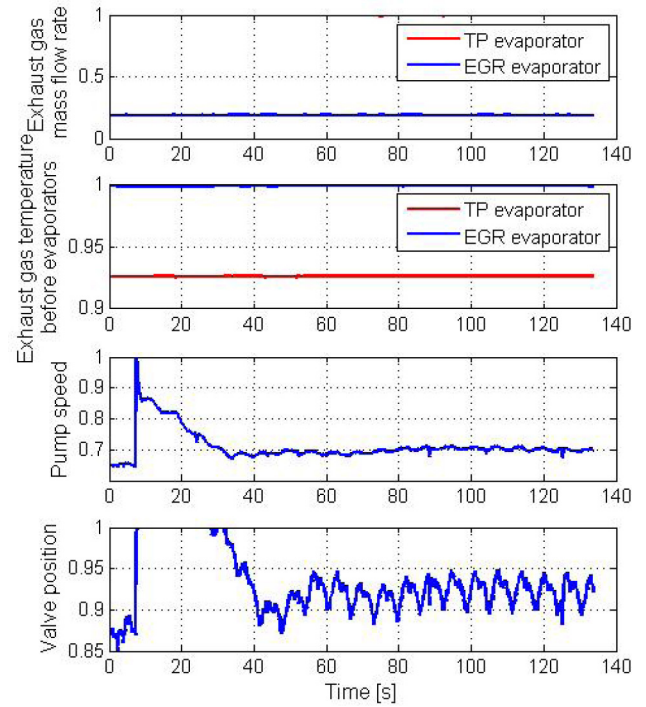 Exhaust gas
mass flow rate
1
0.5
0
TP evaporator
EGR evaporator
0 20 40 60 80 100 120 140
Exhaust gas temperature
before evaporators
1
0.95
0.9
TP evaporator
EGR evaporator
0 20 40 60 80 100 120 140
Pump speed
1
0.9
0.8
0.7
0 20 40 60 80 100 120 140
Valve position
1
0.95
0.9
0.85
0 20 40 60 80 100 120 140
Time [s]